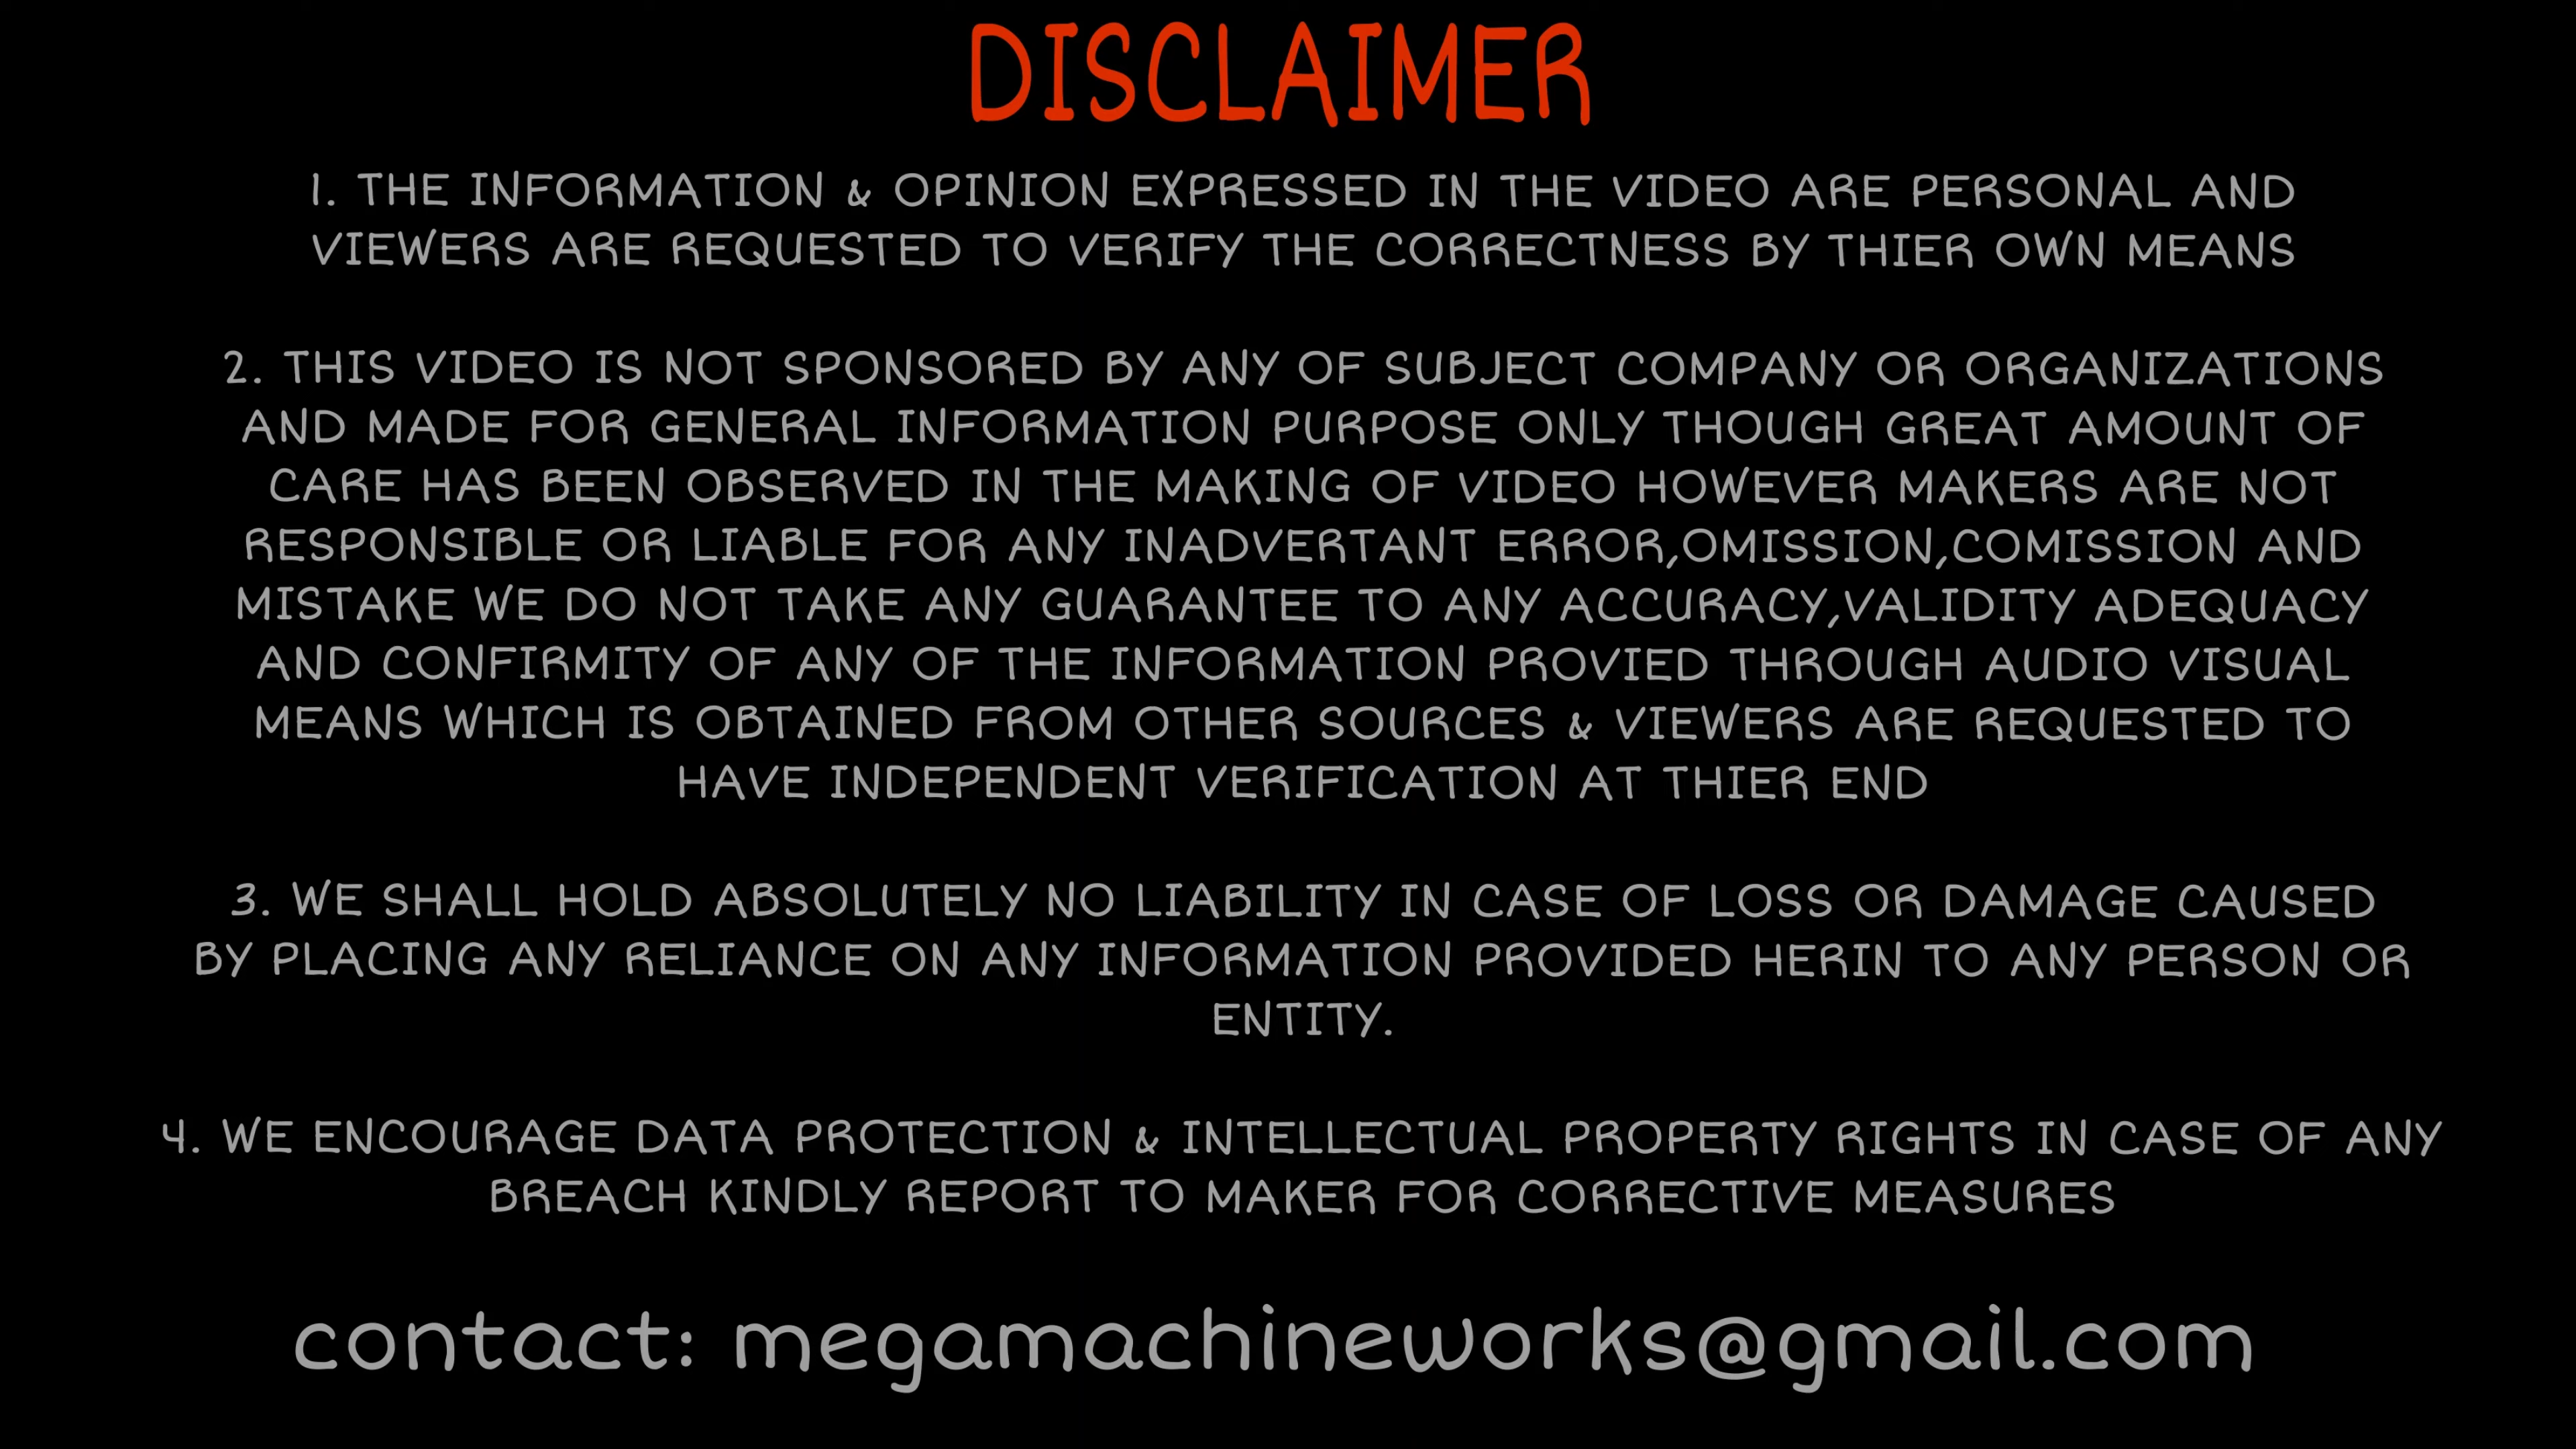 DISCLAIMER
1. THE INFORMATION & OPINION EXPRESSED IN THE VIDEO ARE PERSONAL AND
VIEWERS ARE REQUESTED TO VERIFY THE CORRECTNESS BY THIER OWN MEANS
2. THIS VIDEO IS NOT SPONSORED BY ANY OF SUBJECT COMPANY OR ORGANIZATIONS
AND MADE FOR GENERAL INFORMATION PURPOSE ONLY THOUGH GREAT AMOUNT OF
CARE HAS BEEN OBSERVED IN THE MAKING OF VIDEO HOWEVER MAKERS ARE NOT
RESPONSIBLE OR LIABLE FOR ANY INADVERTANT ERROR,OMISSION,COMISSION AND
MISTAKE WE DO NOT TAKE ANY GUARANTEE TO ANY ACCURACY,VALIDITY ADEQUACY
AND CONFIRMITY OF ANY OF THE INFORMATION PROVIED THROUGH AUDIO VISUAL
MEANS WHICH IS OBTAINED FROM OTHER SOURCES & VIEWERS ARE REQUESTED TO
HAVE INDEPENDENT VERIFICATION AT THIER END
3. WE SHALL HOLD ABSOLUTELY NO LIABILITY IN CASE OF LOSS OR DAMAGE CAUSED
BY PLACING ANY RELIANCE ON ANY INFORMATION PROVIDED HERIN TO ANY PERSON OR
ENTITY.
4. WE ENCOURAGE DATA PROTECTION & INTELLECTUAL PROPERTY RIGHTS IN CASE OF ANY
BREACH KINDLY REPORT TO MAKER FOR CORRECTIVE MEASURES
contact: megamachineworks@gmail.com